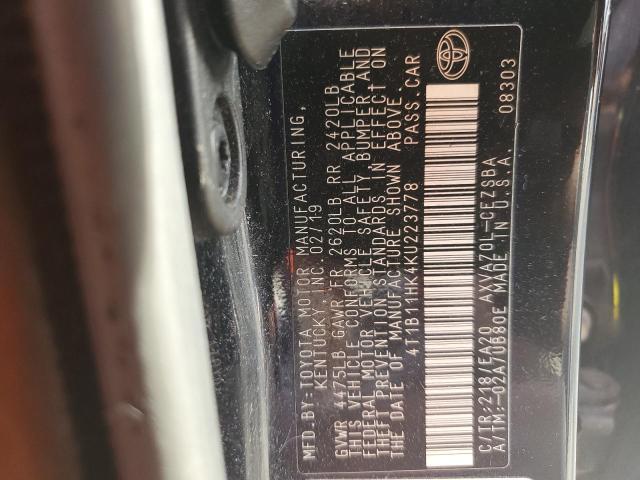 MFD.BY:TOYOTA MOTOR MANUFACTURING,
KENTUCKY INC 02/19
GVWR 4475LB GAWR FR 2620LB RR 2420LB
THIS VEHICLE CONFORMS TO ALL APPLICABLE
FEDERAL MOTOR VEHICLE SAFETY BUMPER AND
THEFT PREVENTION STANDARDS IN EFFECT ON
THE DATE OF MANUFACTURE SHOWN ABOVE.
4T1B11HK4KU223778 PASS.CAR
C/TR:218/EA20 AXVA70L-CEZSBA
A/TM:-02A/UB80E MADE IN U.S.A. 08303